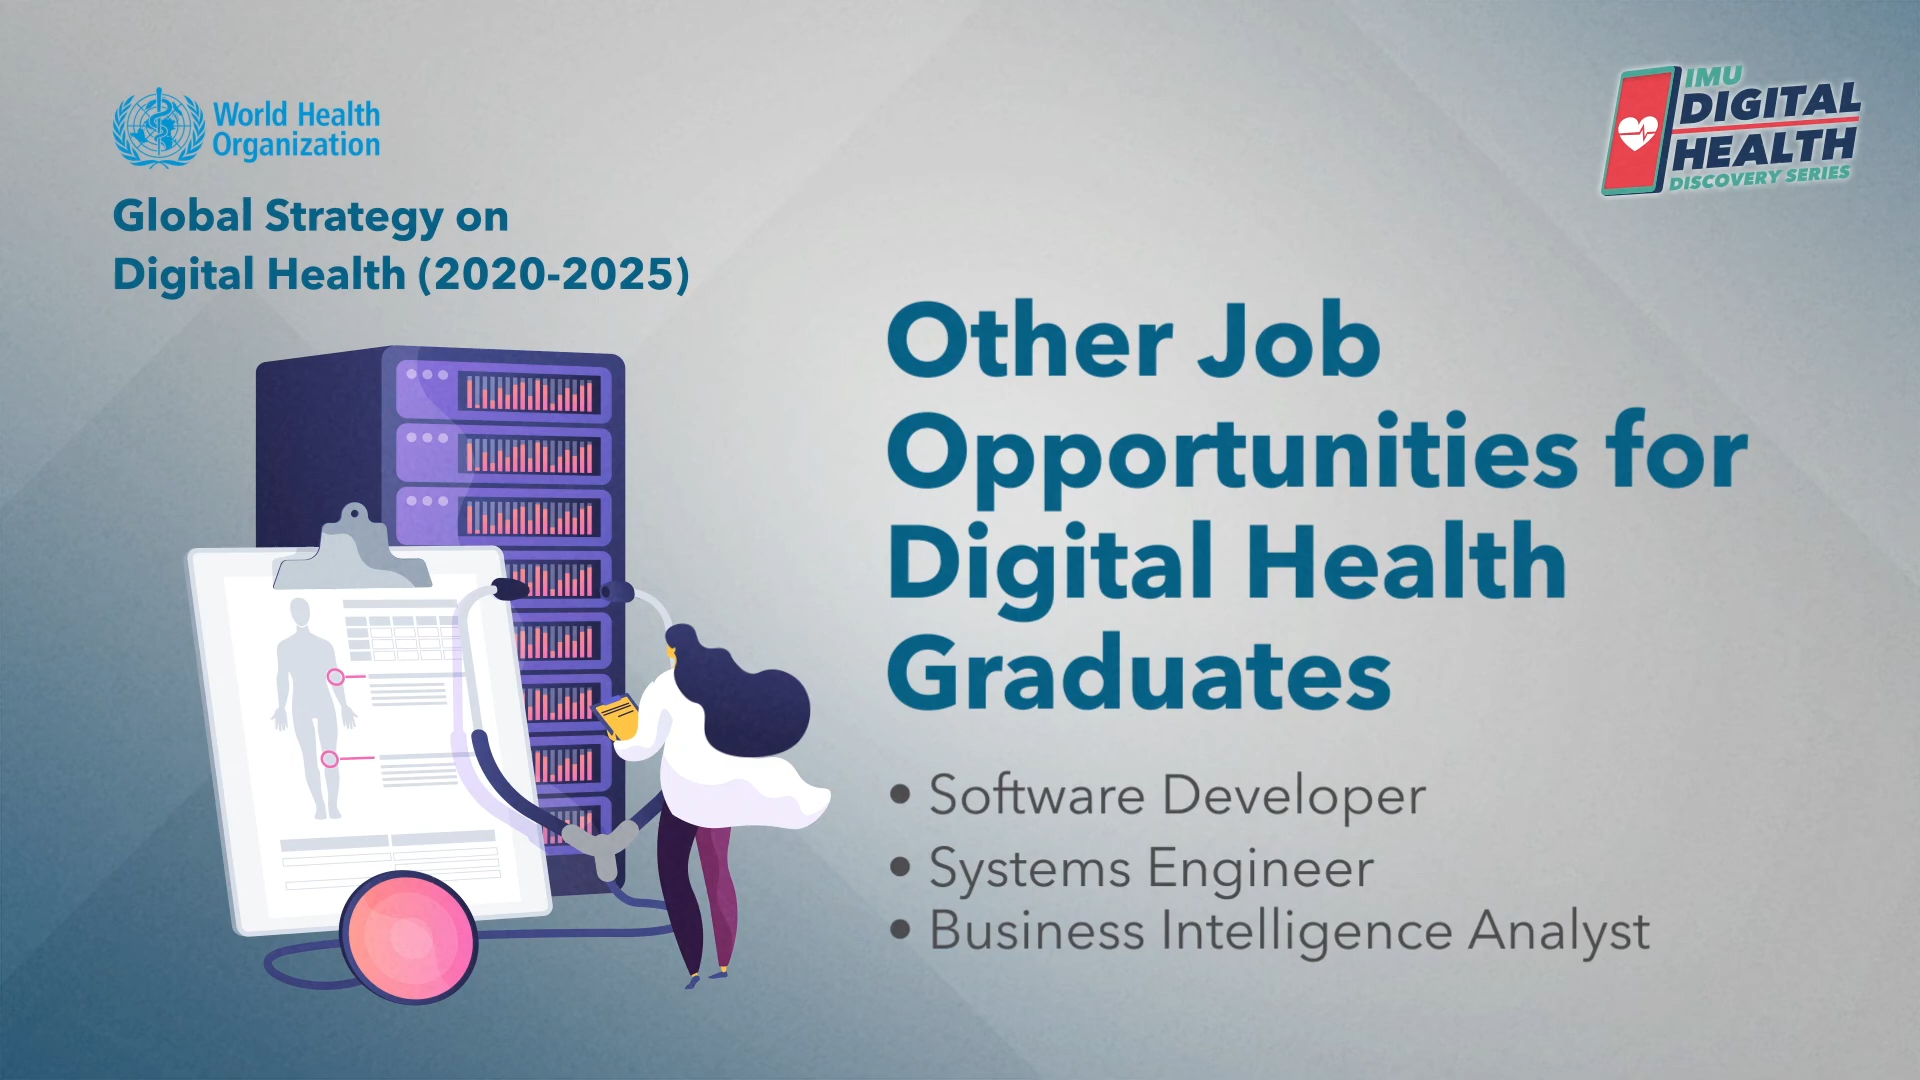 World Health
Organization
Global Strategy on
Digital Health (2020-2025)
IMU
DIGITAL
HEALTH
DISCOVERY SERIES
Other Job
Opportunities for
Digital Health
Graduates
• Software Developer
• Systems Engineer
• Business Intelligence Analyst